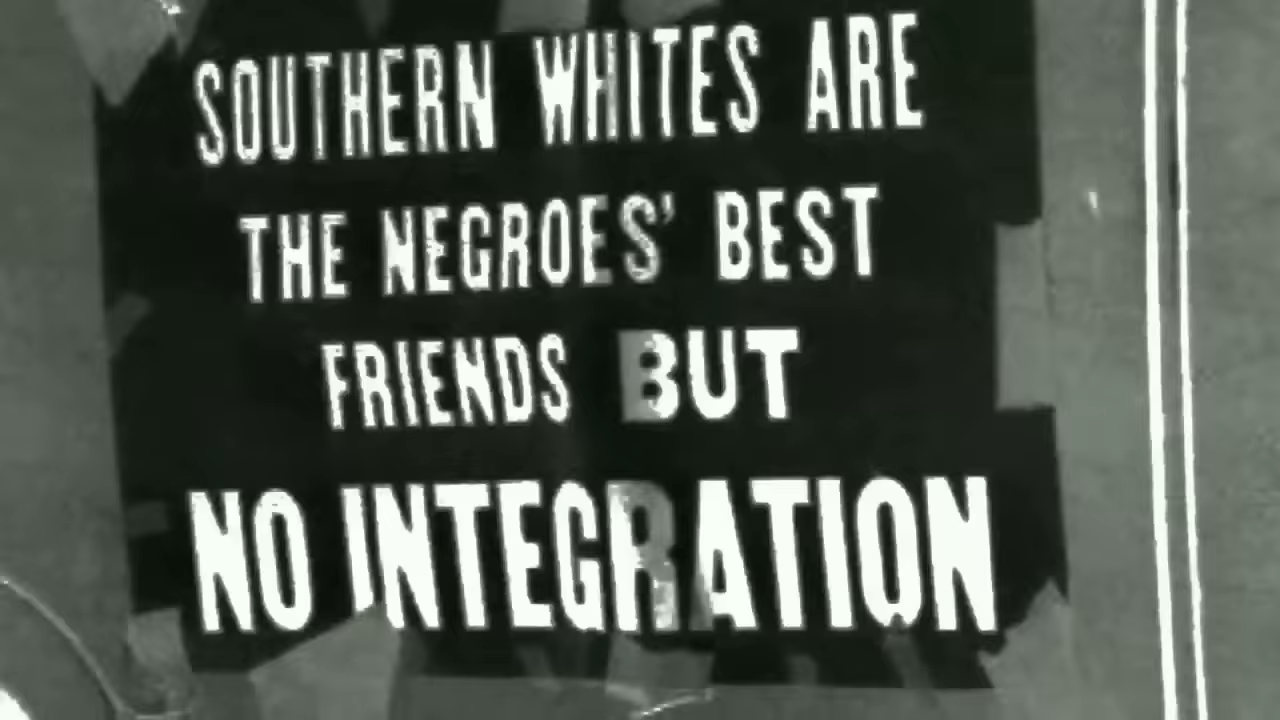 SOUTHERN WHITES ARE
THE NEGROES' BEST
FRIENDS BUT
NO INTEGRATION